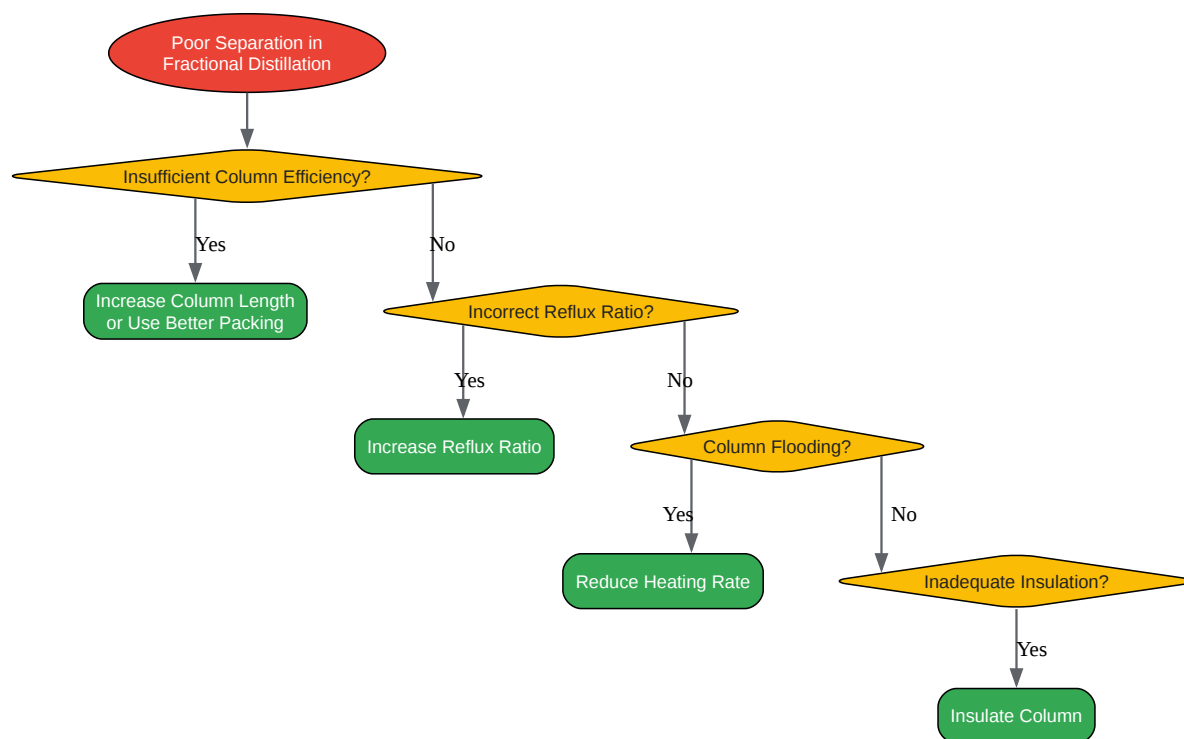 Poor Separation in
Fractional Distillation
Insufficient Column Efficiency?
Yes
No
Increase Column Length
or Use Better Packing
Incorrect Reflux Ratio?
Yes
No
Increase Reflux Ratio
Column Flooding?
Yes
No
Reduce Heating Rate
Inadequate Insulation?
Yes
Insulate Column